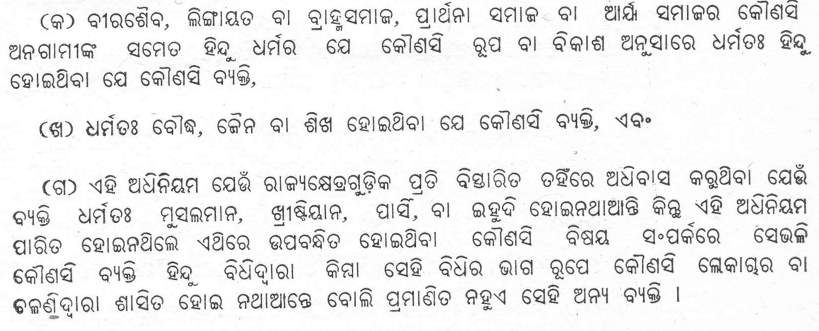 (କ) ବୀରଶୈବ, ଲିଙ୍ଗାୟତ ବା ବ୍ରାହ୍ମସମାଜ, ପ୍ରାର୍ଥନା ସମାଜ ବା ଆର୍ଯ୍ୟ ସମାଜର କୌଣସି
ଅନଗାମୀଙ୍କ ସମେତ ହିନ୍ଦୁ ଧର୍ମର ଯେ କୌଣସି ରୂପ ବା ବିକାଶ ଅନୁସାରେ ଧର୍ମତଃ ହିନ୍ଦୁ
ହୋଇଥିବା ଯେ କୌଣସି ବ୍ୟକ୍ତି,
(ଖ) ଧର୍ମତଃ ବୌଦ୍ଧ, ଜୈନ ବା ଶିଖ ହୋଇଥିବା ଯେ କୌଣସି ବ୍ୟକ୍ତି, ଏବଂ
(ଗ) ଏହି ଅଧିନିୟମ ଯେଉଁ ରାଜ୍ୟକ୍ଷେତ୍ରଗୁଡ଼ିକ ପ୍ରତି ବିସ୍ତାରିତ ତହିଁରେ ଅଧିବାସ କରୁଥିବା ଯେଉଁ
ବ୍ୟକ୍ତି ଧର୍ମତଃ ମୁସଲମାନ, ଖ୍ରୀଷ୍ଟିୟାନ, ପାର୍ସି, ବା ଇହୁଦି ହୋଇନଥାଆନ୍ତି କିନ୍ତୁ ଏହି ଅଧିନିୟମ
ପାରିତ ହୋଇନଥିଲେ ଏଥିରେ ଉପବନ୍ଧିତ ହୋଇଥିବା କୌଣସି ବିଷୟ ସଂପର୍କରେ ସେଭଳି
କୌଣସି ବ୍ୟକ୍ତି ହିନ୍ଦୁ ବିଧିଦ୍ୱାରା କିମ୍ବା ସେହି ବିଧିର ଭାଗ ରୂପେ କୌଣସି ଲୋକାଚାର ବା
ଚଳଣିଦ୍ୱାରା ଶାସିତ ହୋଇ ନଥାଆନ୍ତେ ବୋଲି ପ୍ରମାଣିତ ନହୁଏ ସେହି ଅନ୍ୟ ବ୍ୟକ୍ତି ।